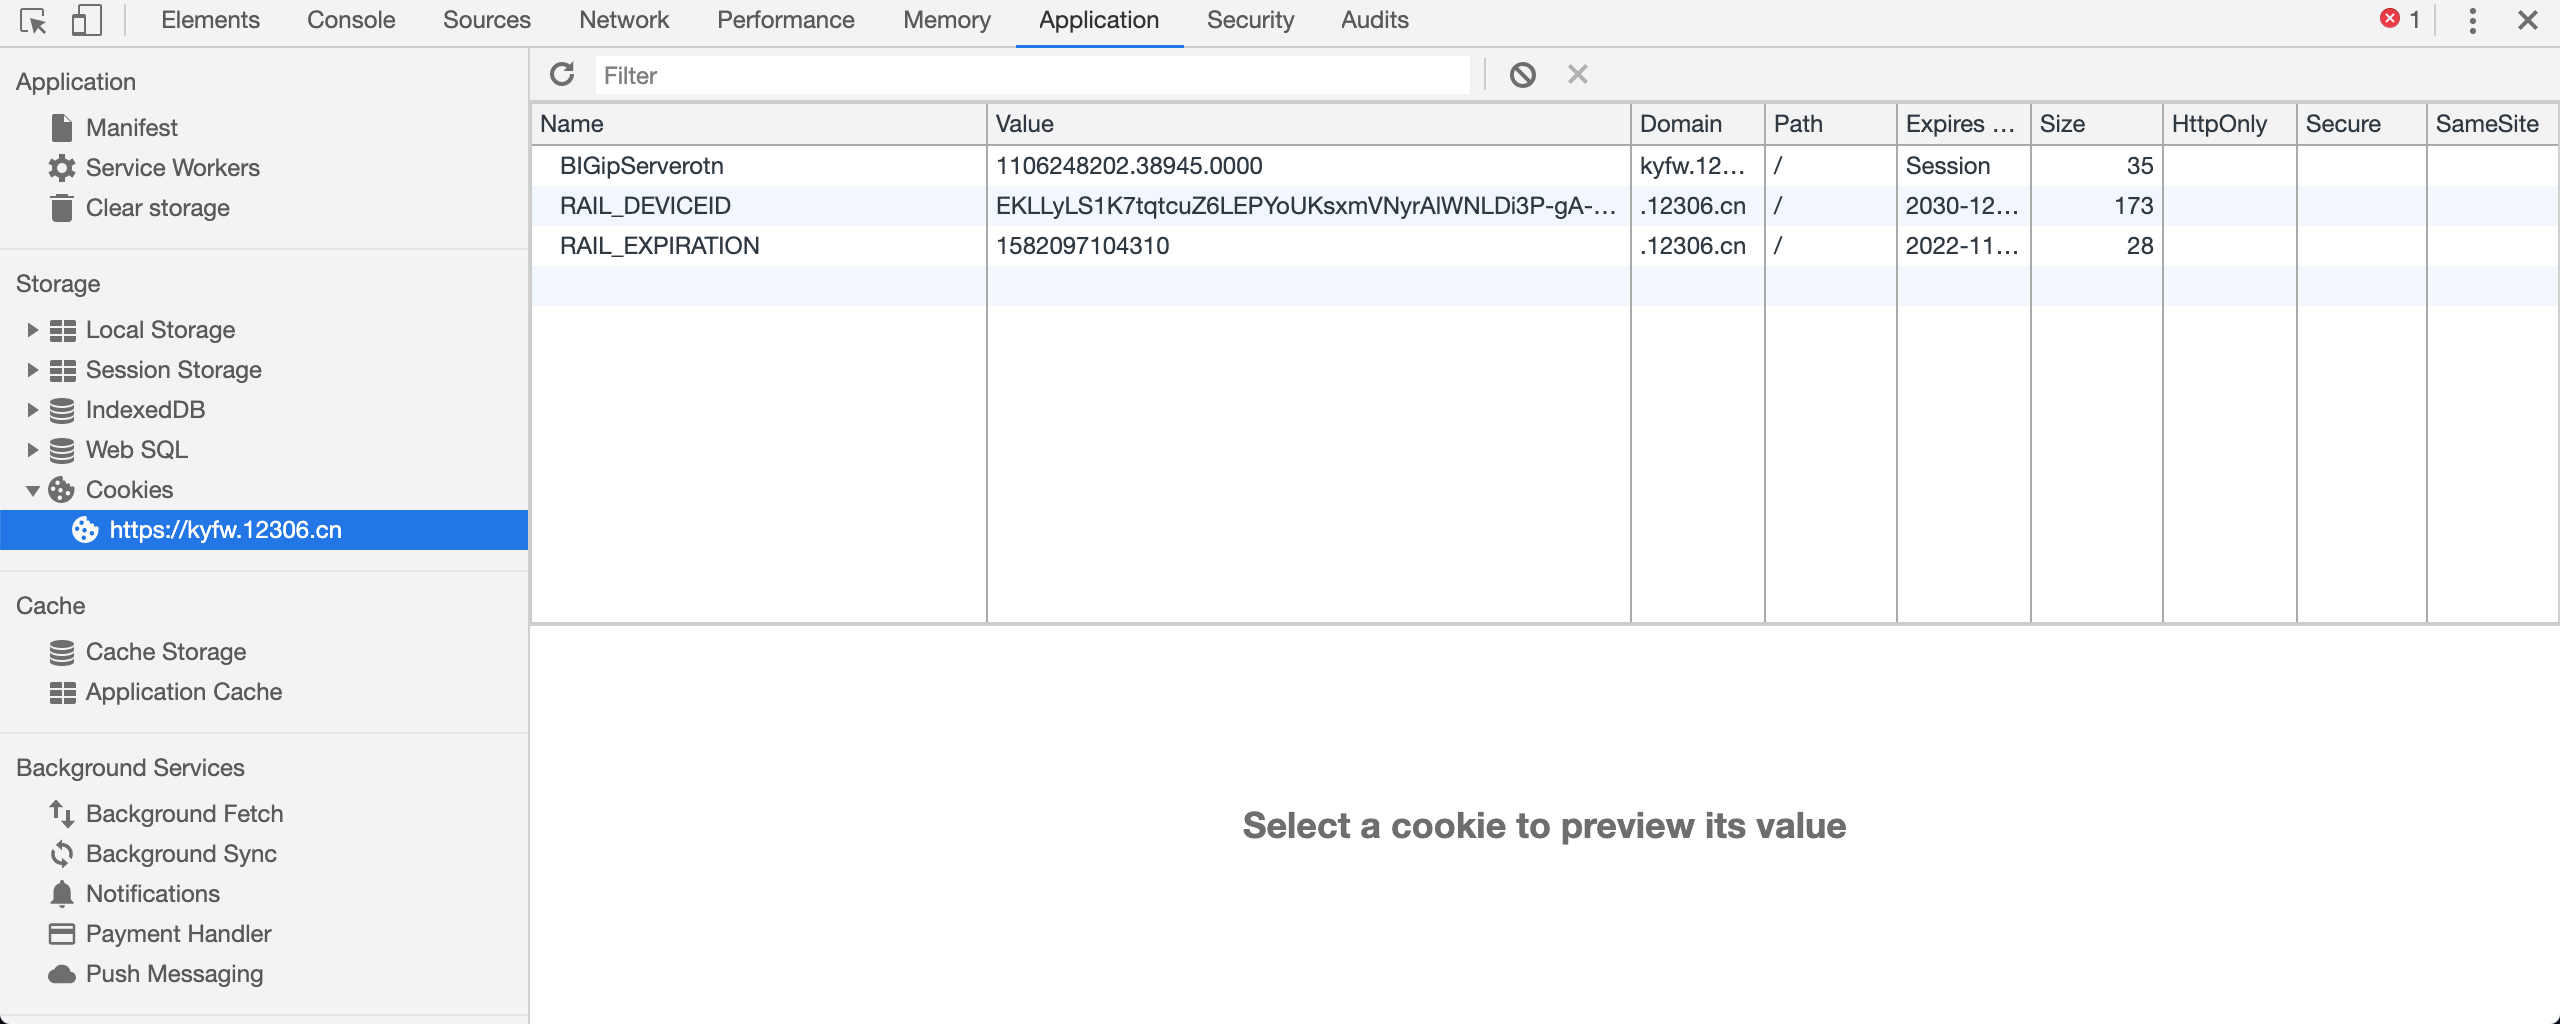 Elements Console Sources Network Performance Memory Application Security Audits 1
Application
Manifest
Service Workers
Clear storage
Storage
Local Storage
Session Storage
IndexedDB
Web SQL
Cookies
https://kyfw.12306.cn
Cache
Cache Storage
Application Cache
Background Services
Background Fetch
Background Sync
Notifications
Payment Handler
Push Messaging
Filter
Name Value Domain Path Expires ... Size HttpOnly Secure SameSite
BIGipServerotn 1106248202.38945.0000 kyfw.12... / Session 35
RAIL_DEVICEID EKLLyLS1K7tqtcuZ6LEPYoUKsxmVNyrAlWNLDi3P-gA-... .12306.cn / 2030-12... 173
RAIL_EXPIRATION 1582097104310 .12306.cn / 2022-11... 28
Select a cookie to preview its value